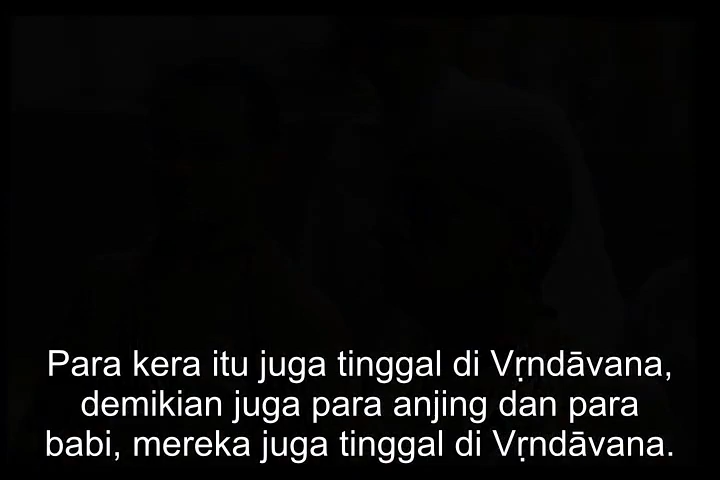 Para kera itu juga tinggal di Vṛndāvana,
demikian juga para anjing dan para
babi, mereka juga tinggal di Vṛndāvana.